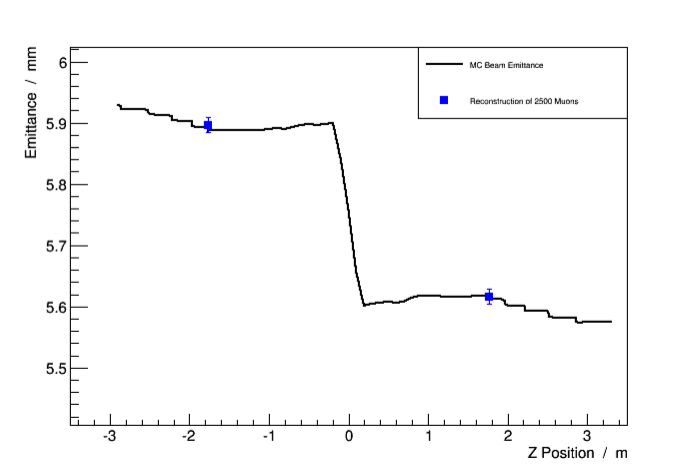 MC Beam Emittance
Reconstruction of 2500 Muons
Emittance / mm
6
5.9
5.8
5.7
5.6
5.5
-3 -2 -1 0 1 2 3
Z Position / m